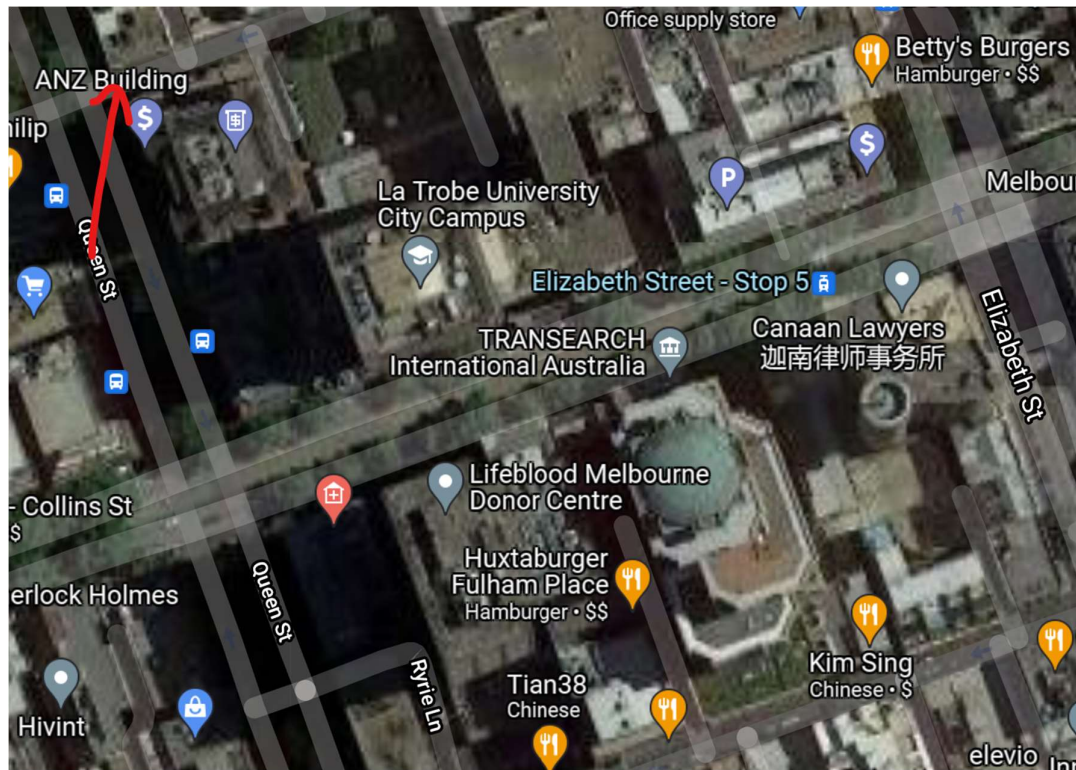 Office supply store
Betty's Burgers
Hamburger • $$
ANZ Building
$
$
hilip
$
P
La Trobe University
City Campus
Melbour
Queen St
Elizabeth Street - Stop 5
TRANSEARCH
International Australia
Canaan Lawyers
迦南律师事务所
Elizabeth St
- Collins St
$
Lifeblood Melbourne
Donor Centre
Huxtaburger
Fulham Place
Hamburger • $$
erlock Holmes
Queen St
Ryrie Ln
Kim Sing
Chinese • $
Tian38
Chinese
Hivint
elevio